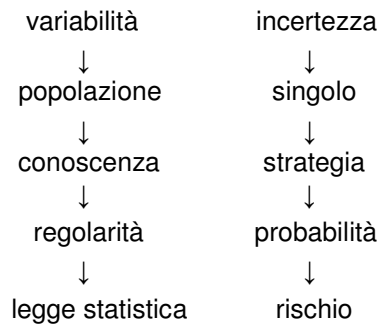 variabilità incertezza
↓ ↓
popolazione singolo
↓ ↓
conoscenza strategia
↓ ↓
regolarità probabilità
↓ ↓
legge statistica rischio